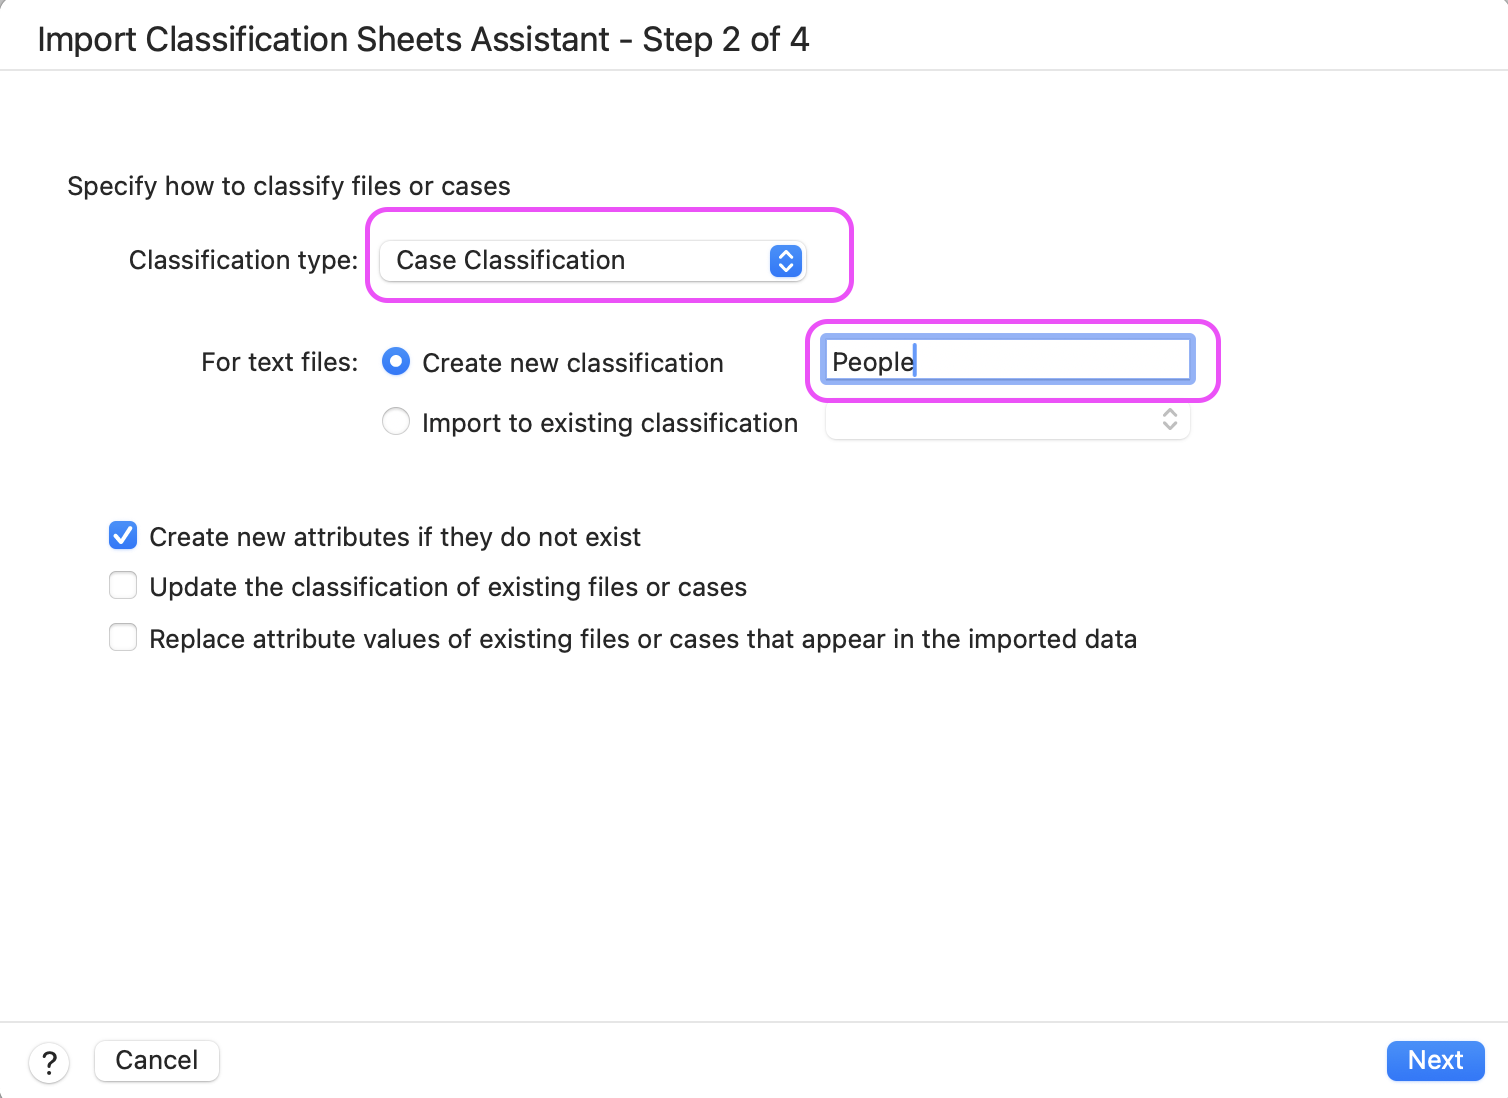 Import Classification Sheets Assistant - Step 2 of 4
Specify how to classify files or cases
Classification type: Case Classification
For text files: Create new classification People
Import to existing classification
Create new attributes if they do not exist
Update the classification of existing files or cases
Replace attribute values of existing files or cases that appear in the imported data
? Cancel Next